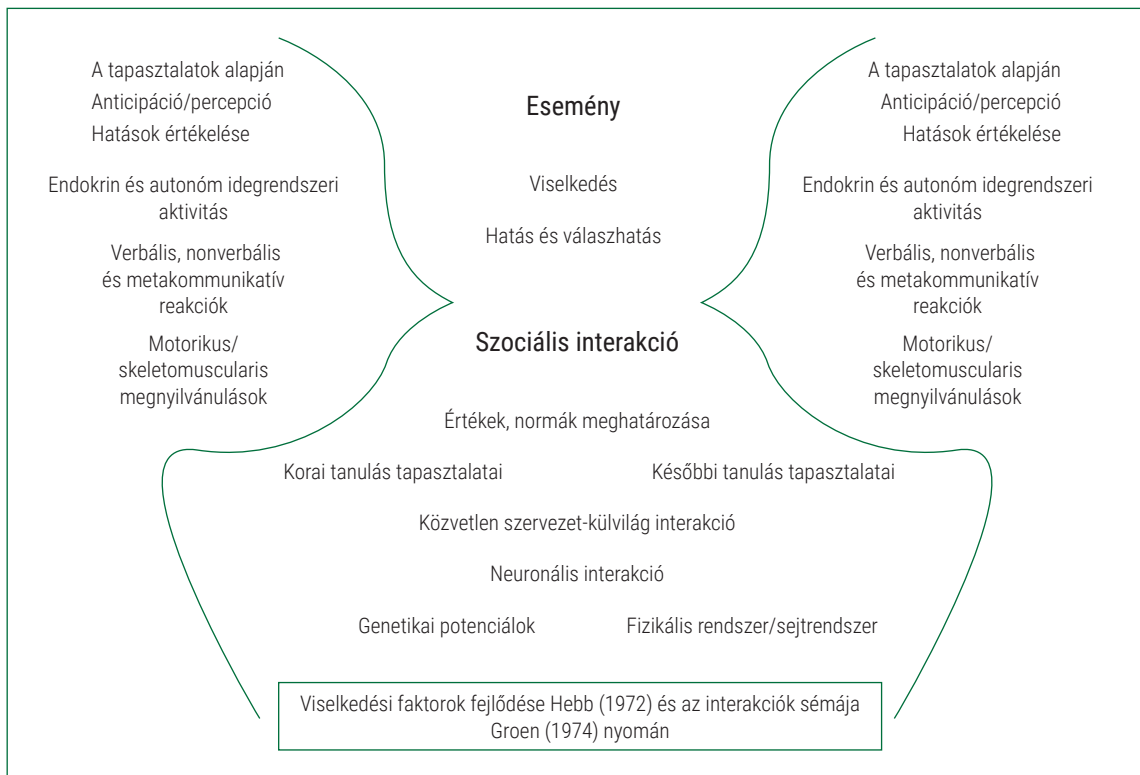 A tapasztalatok alapján
Anticipáció/percepció
Hatások értékelése
Endokrin és autonóm idegrendszeri
aktivitás
Verbális, nonverbális
és metakommunikatív
reakciók
Motorikus/
skeletomuscularis
megnyilvánulások
Esemény
Viselkedés
Hatás és válaszhatás
Szociális interakció
A tapasztalatok alapján
Anticipáció/percepció
Hatások értékelése
Endokrin és autonóm idegrendszeri
aktivitás
Verbális, nonverbális
és metakommunikatív
reakciók
Motorikus/
skeletomuscularis
megnyilvánulások
Értékek, normák meghatározása
Korai tanulás tapasztalatai
Későbbi tanulás tapasztalatai
Közvetlen szervezet-külvilág interakció
Neuronális interakció
Genetikai potenciálok
Fizikális rendszer/sejtrendszer
Viselkedési faktorok fejlődése Hebb (1972) és az interakciók sémája
Groen (1974) nyomán